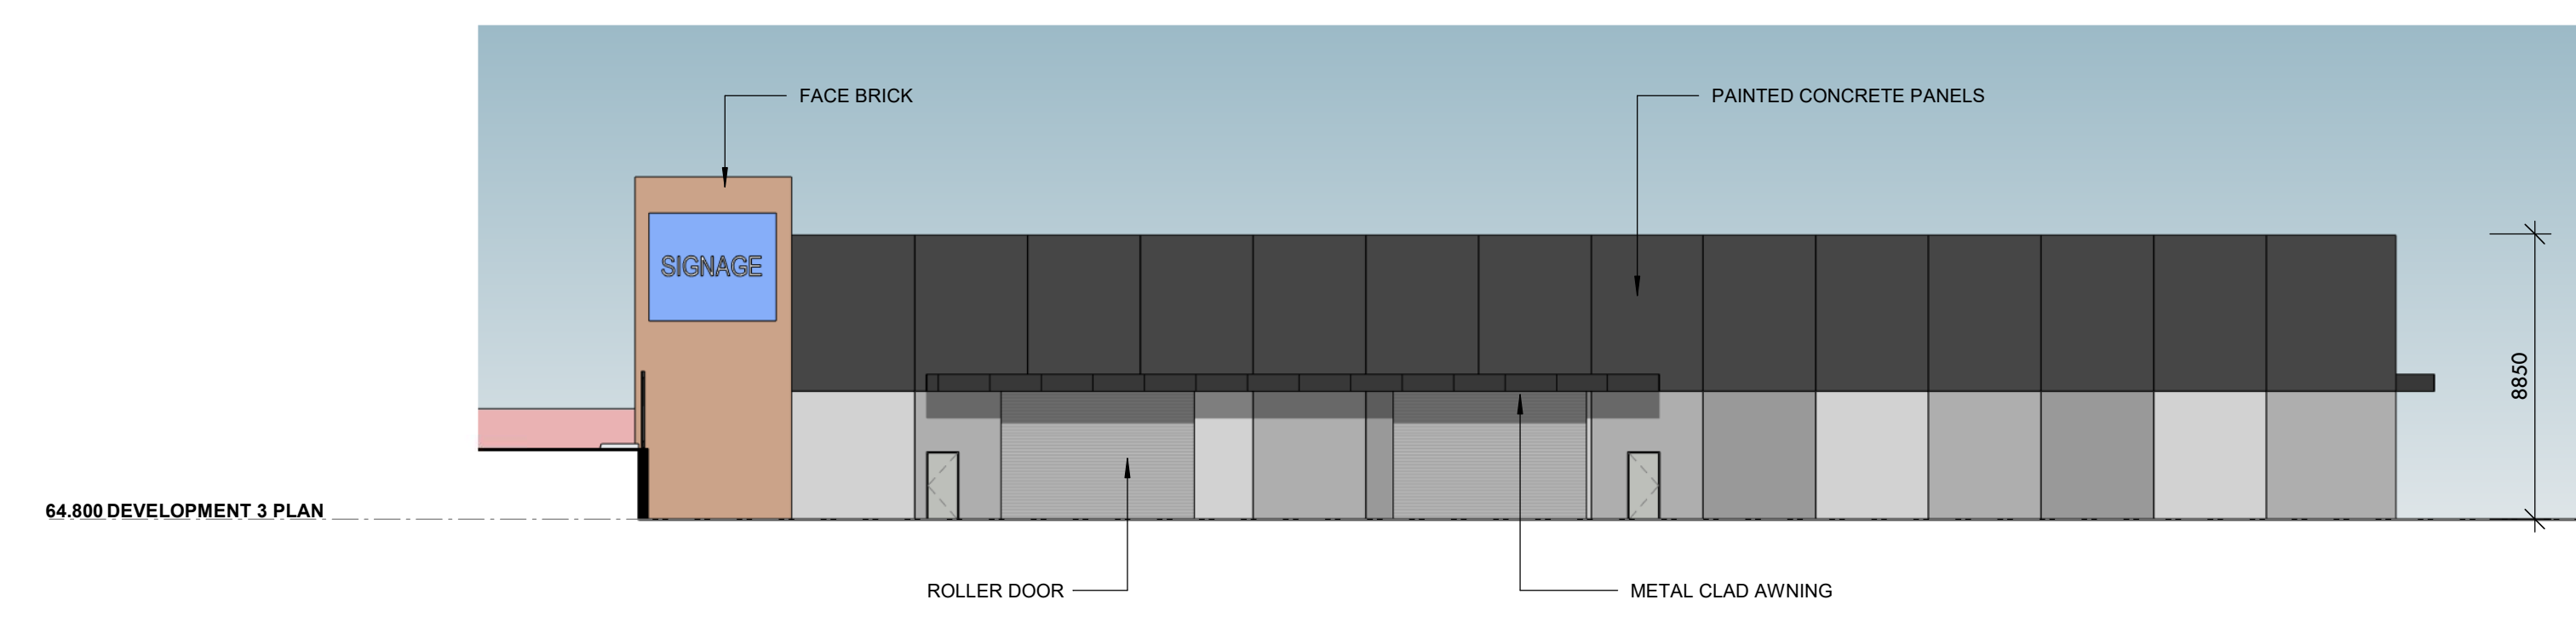 FACE BRICK
PAINTED CONCRETE PANELS
SIGNAGE
8850
64.800 DEVELOPMENT 3 PLAN
ROLLER DOOR
METAL CLAD AWNING